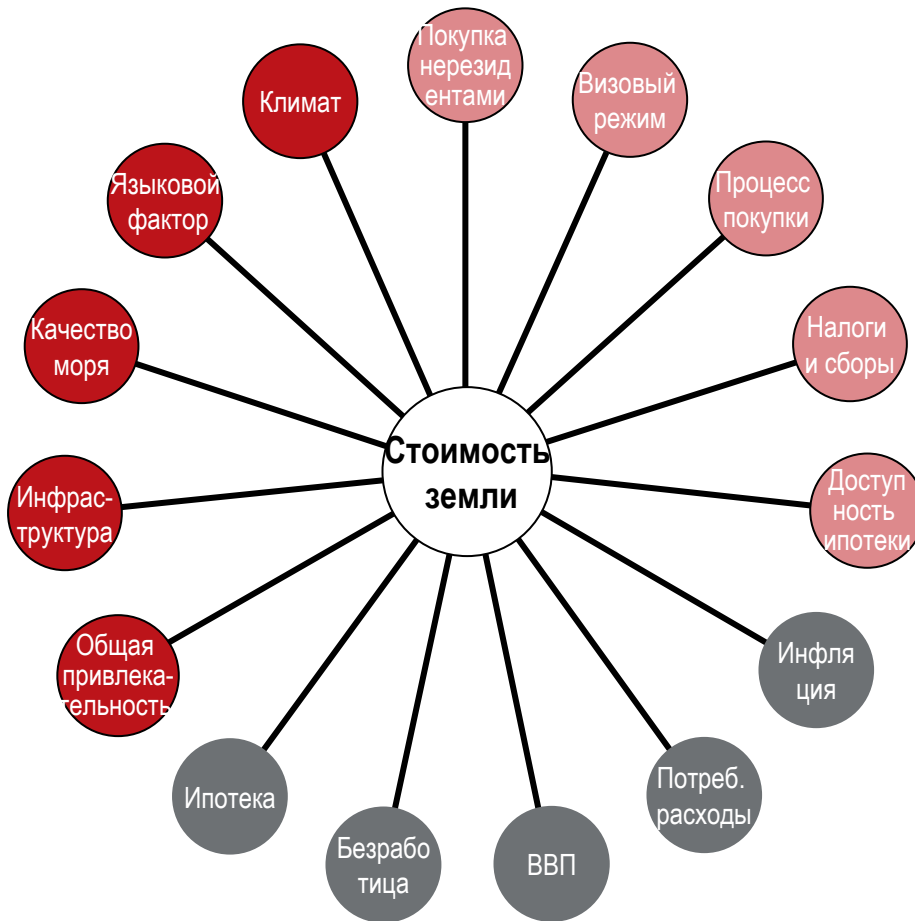 Покупка
нерезид
ентами
Визовый
режим
Процесс
покупки
Налоги
и сборы
Доступ
ность
ипотеки
Инфля
ция
Потреб.
расходы
ВВП
Безрабо
тица
Ипотека
Общая
привлека-
тельность
Инфрас-
труктура
Качество
моря
Языковой
фактор
Климат
Стоимость
земли